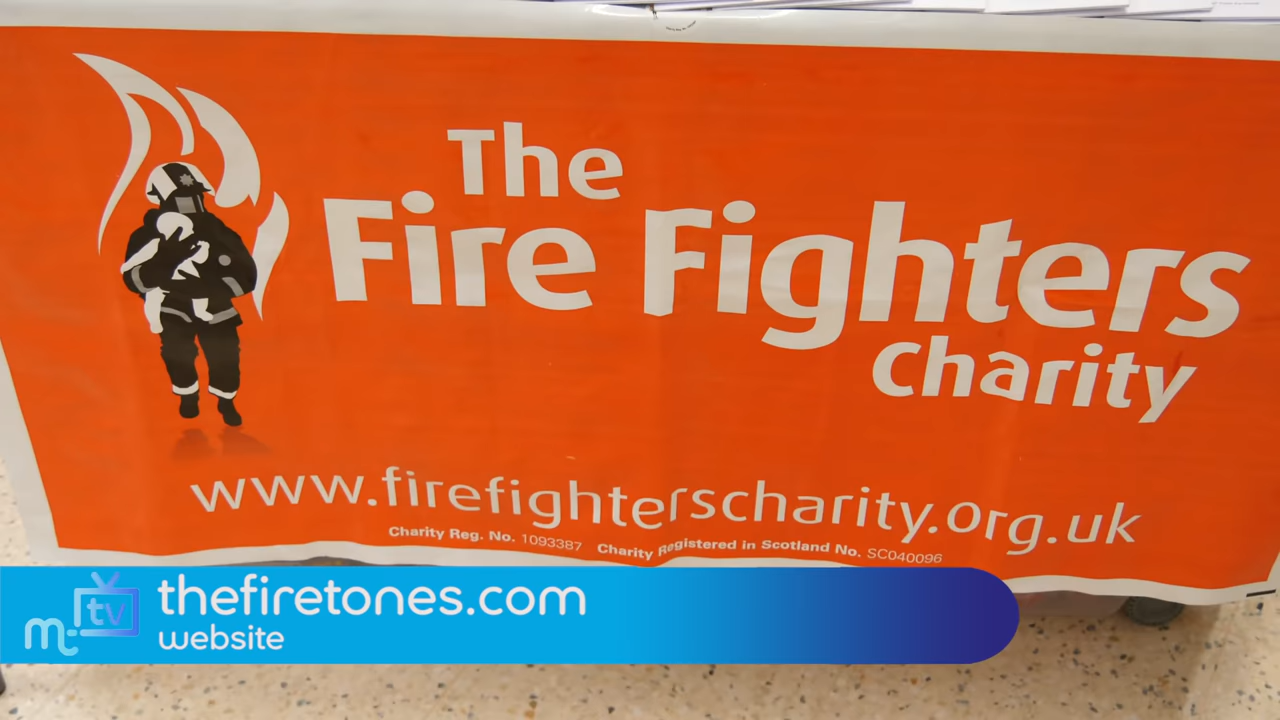 The
Fire Fighters
Charity
www.firefighterscharity.org.uk
Charity Reg. No. 1093387 Charity Registered in Scotland No. SC040096
m. tv
thefiretones.com
website